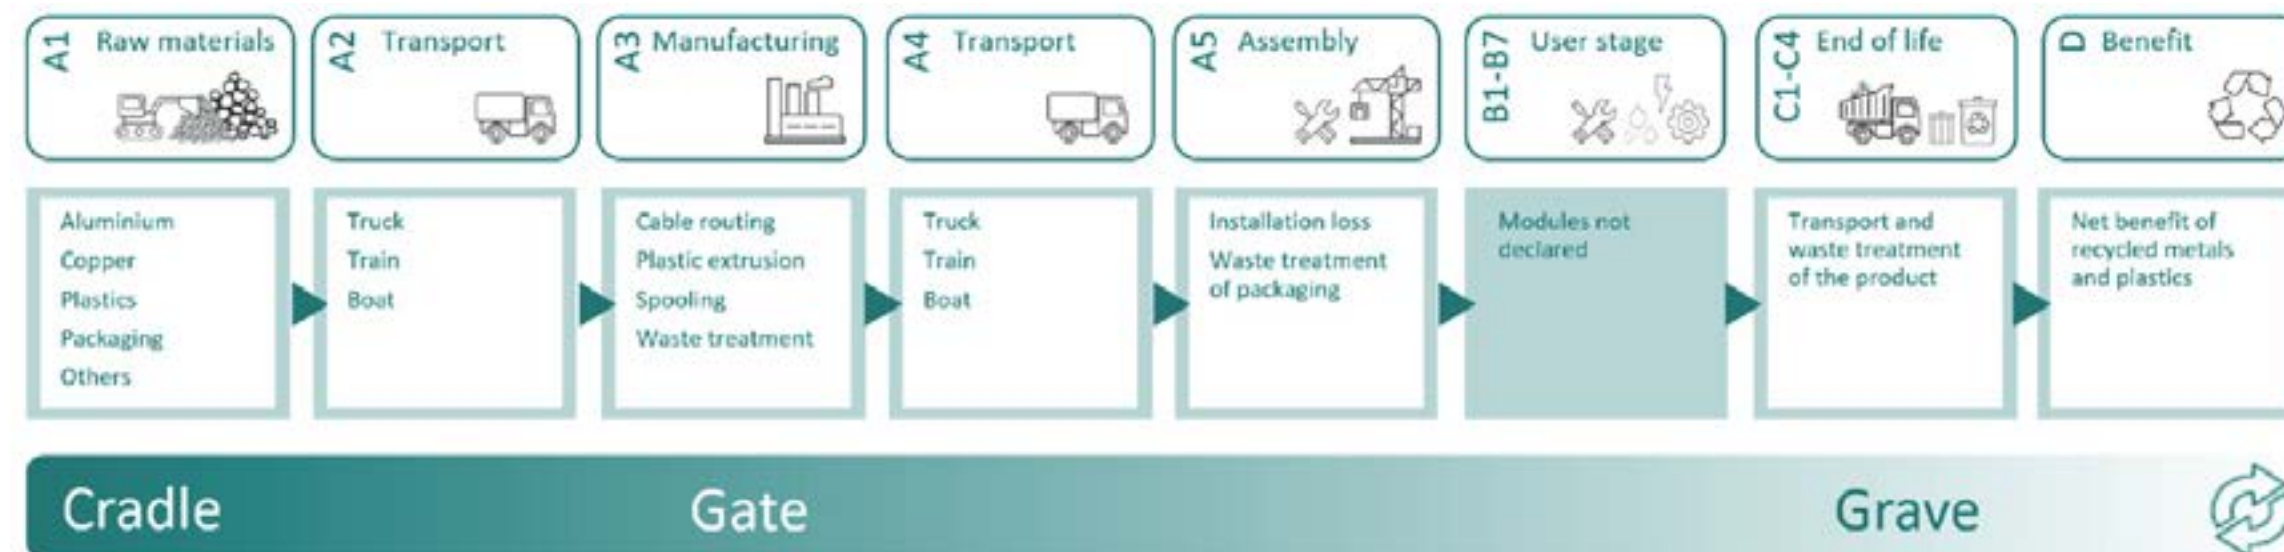 A1 Raw materials
A2 Transport
A3 Manufacturing
A4 Transport
A5 Assembly
B1-B7 User stage
C1-C4 End of life
D Benefit
Aluminium
Copper
Plastics
Packaging
Others
Truck
Train
Boat
Cable routing
Plastic extrusion
Spooling
Waste treatment
Truck
Train
Boat
Installation loss
Waste treatment
of packaging
Modules not
declared
Transport and
waste treatment
of the product
Net benefit of
recycled metals
and plastics
Cradle
Gate
Grave